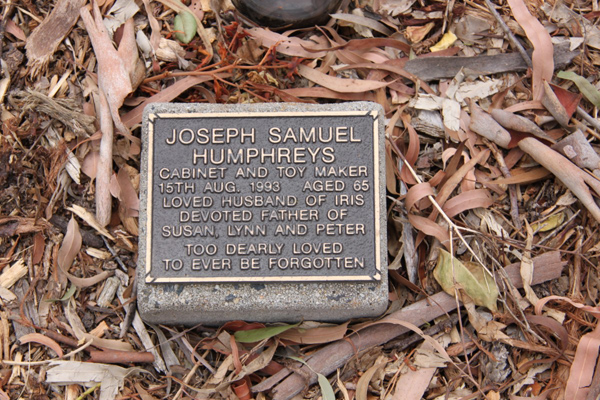 JOSEPH SAMUEL
HUMPHREYS
CABINET AND TOY MAKER
15TH AUG. 1993 AGED 65
LOVED HUSBAND OF IRIS
DEVOTED FATHER OF
SUSAN, LYNN AND PETER
TOO DEARLY LOVED
TO EVER BE FORGOTTEN